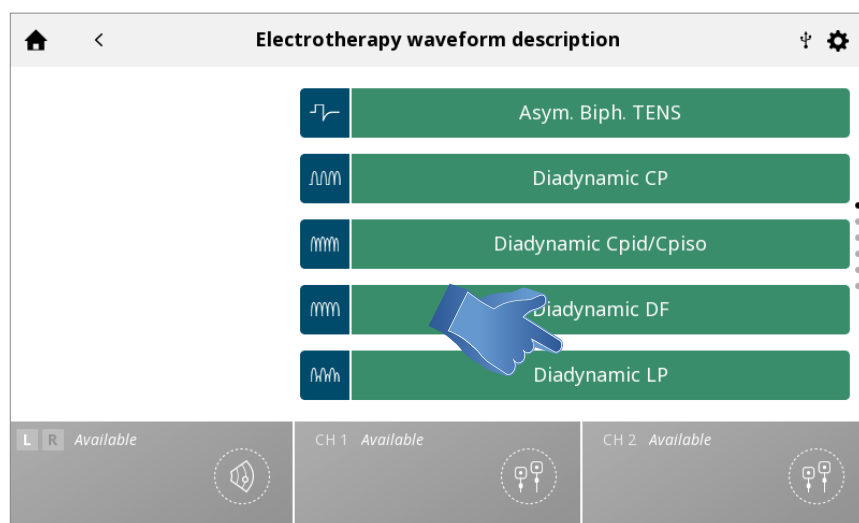 Electrotherapy waveform description
Asym. Biph. TENS
Diadynamic CP
Diadynamic Cpid/Cpiso
Diadynamic DF
Diadynamic LP
L R Available
CH 1 Available
CH 2 Available